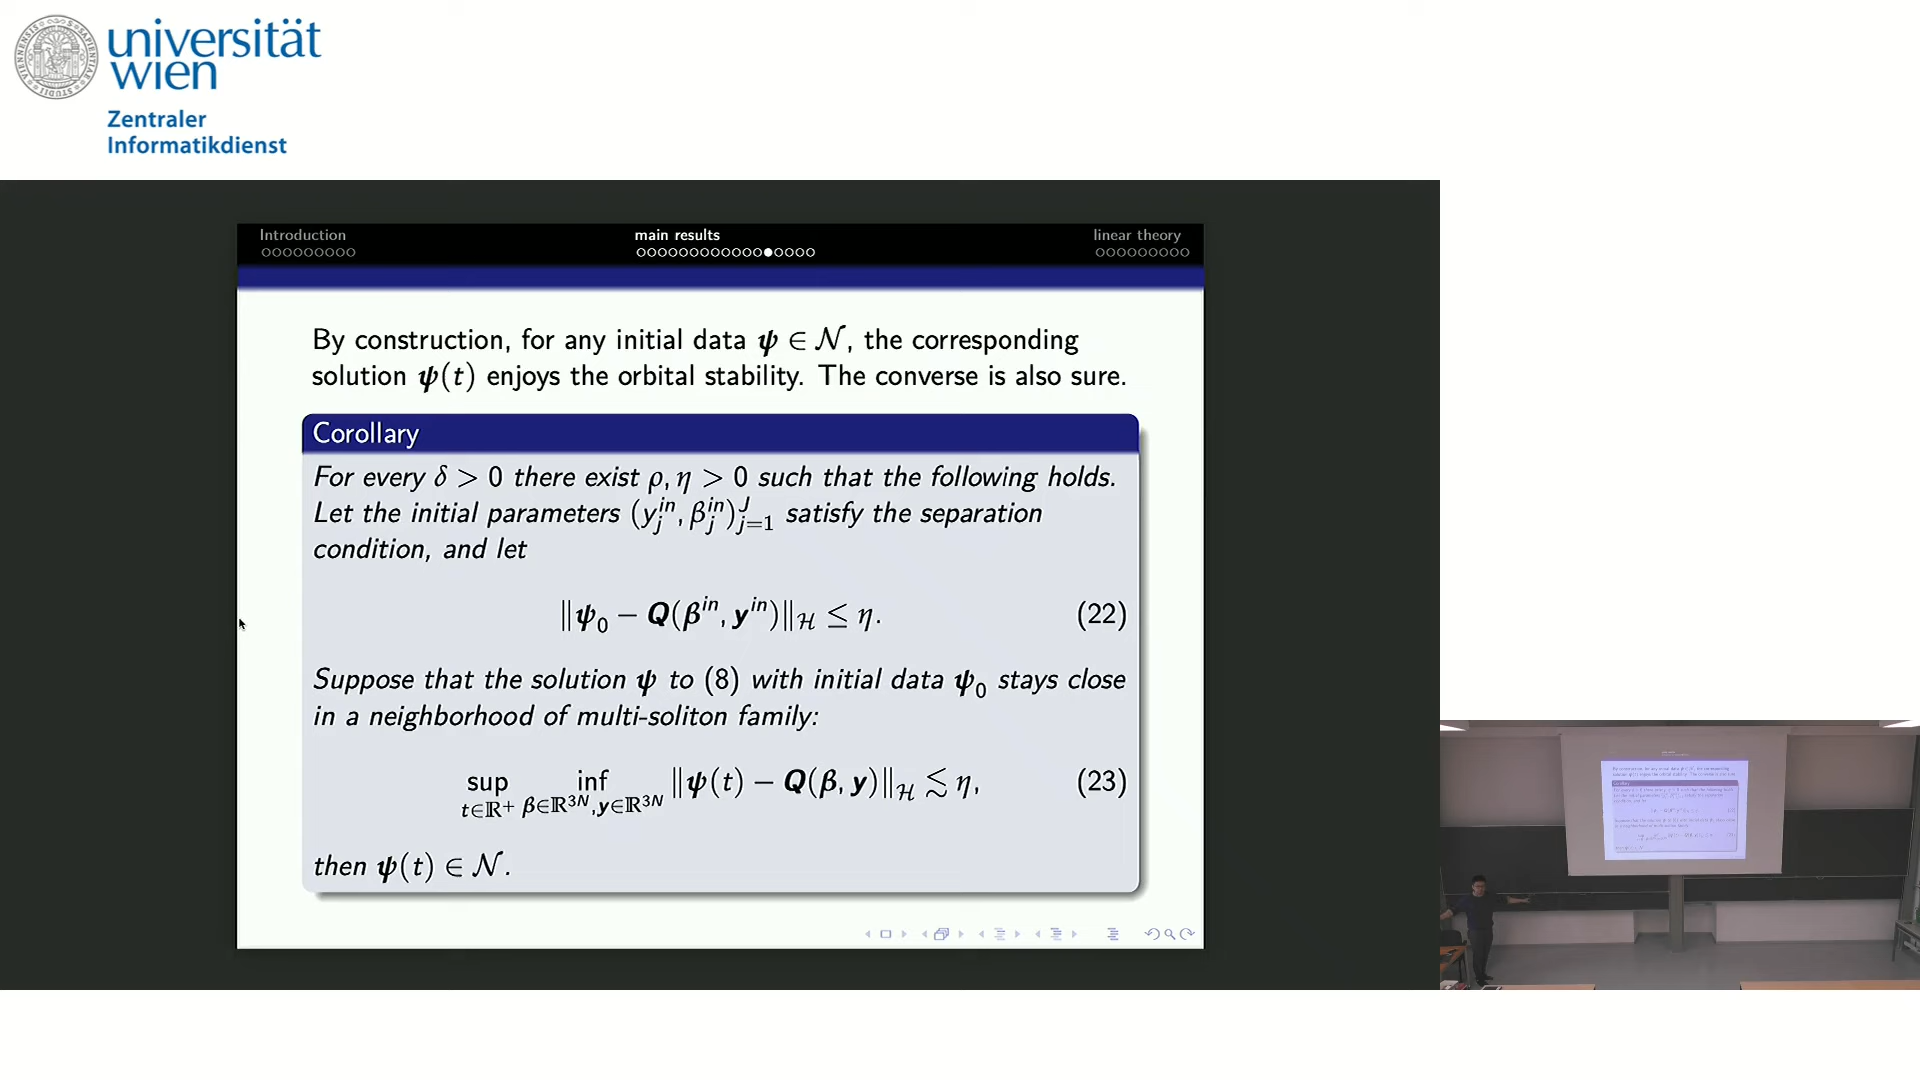 universität
wien
Zentraler
Informatikdienst
Introduction
main results
linear theory
By construction, for any initial data 𝝍 ∈ 𝒩, the corresponding
solution 𝝍(t) enjoys the orbital stability. The converse is also sure.
Corollary
For every δ > 0 there exist ρ, η > 0 such that the following holds.
Let the initial parameters (y_j^{in}, β_j^{in})_{j=1}^J satisfy the separation
condition, and let
‖𝝍_0 − Q(β^{in}, y^{in})‖_ℋ ≤ η. (22)
Suppose that the solution 𝝍 to (8) with initial data 𝝍_0 stays close
in a neighborhood of multi-soliton family:
sup_{t∈ℝ^+} inf_{β∈ℝ^{3N}, y∈ℝ^{3N}} ‖𝝍(t) − Q(β, y)‖_ℋ ≲ η, (23)
then 𝝍(t) ∈ 𝒩.